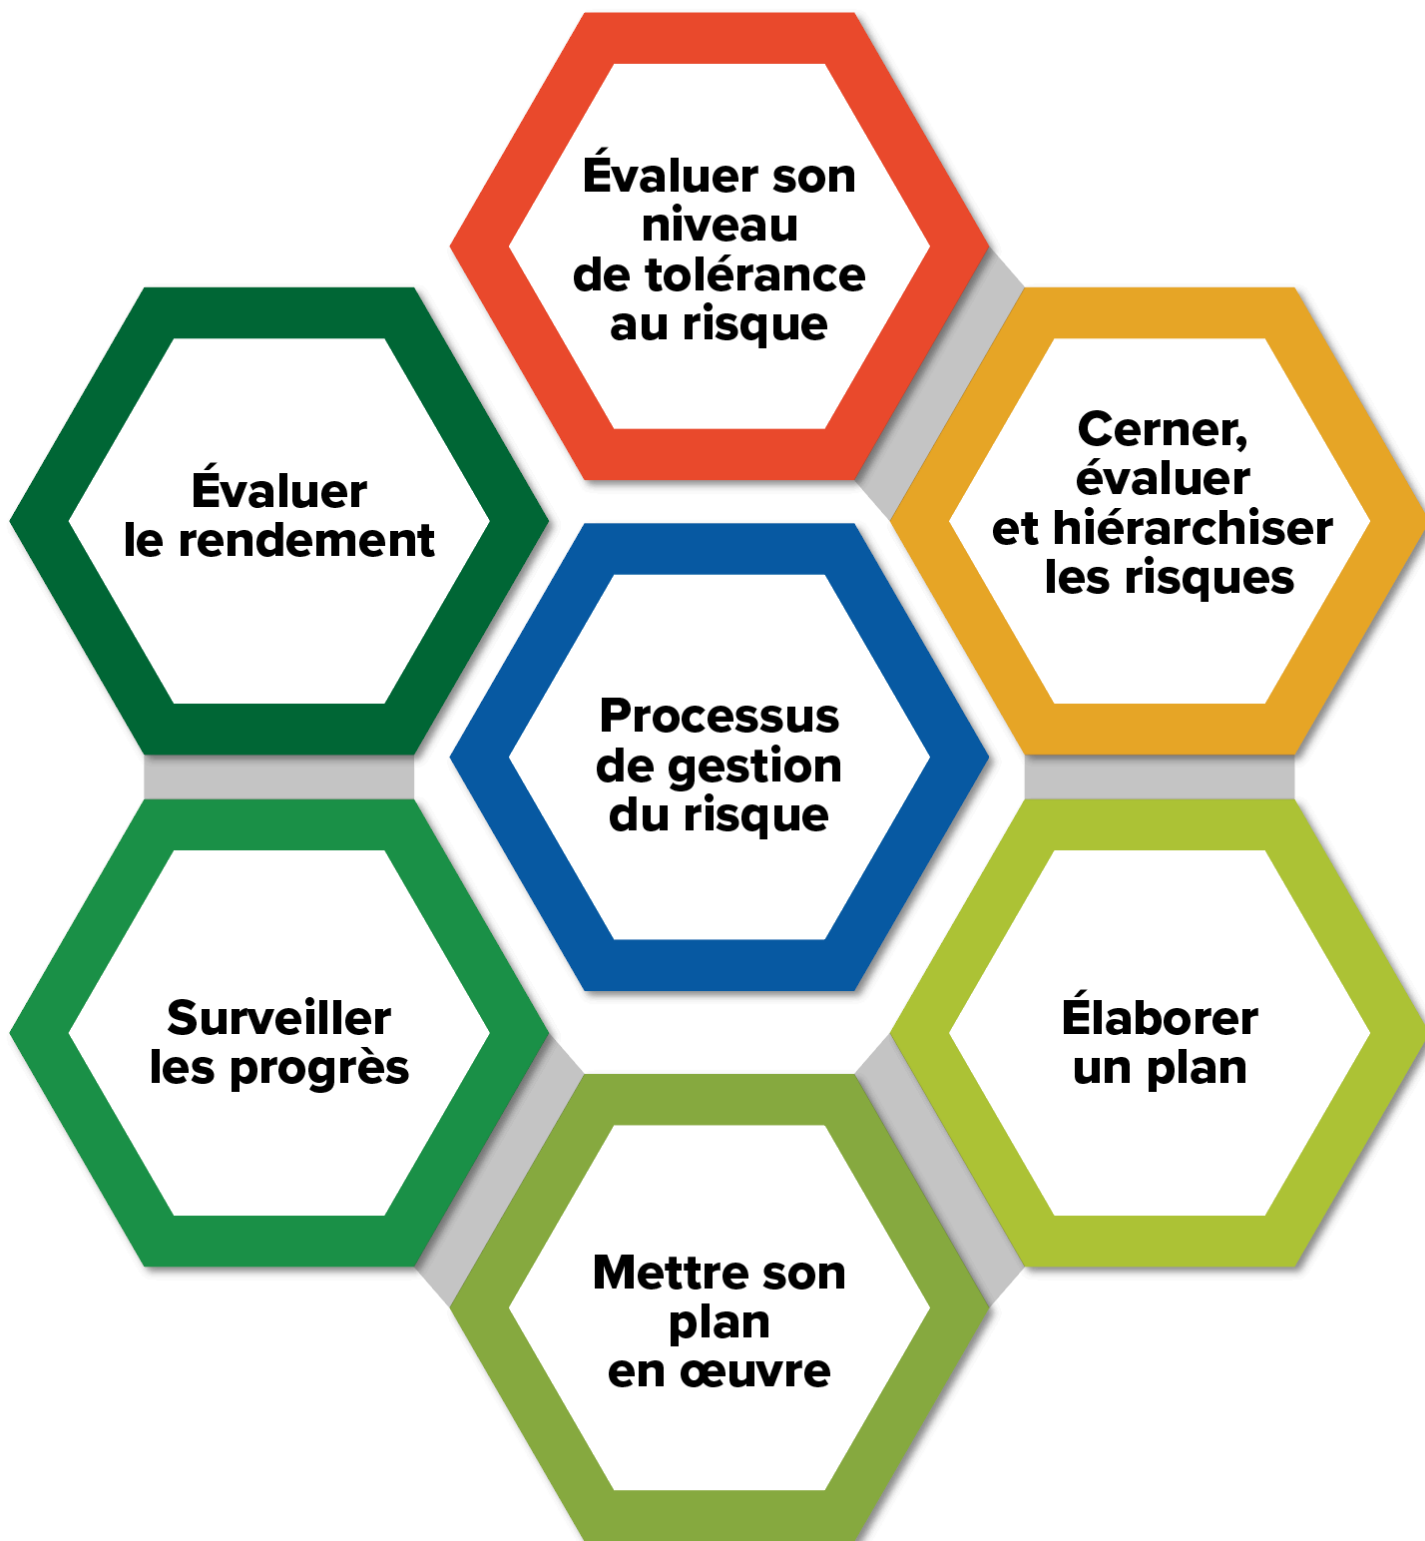 Évaluer son
niveau
de tolérance
au risque
Cerner,
évaluer
et hiérarchiser
les risques
Évaluer
le rendement
Processus
de gestion
du risque
Surveiller
les progrès
Élaborer
un plan
Mettre son
plan
en œuvre